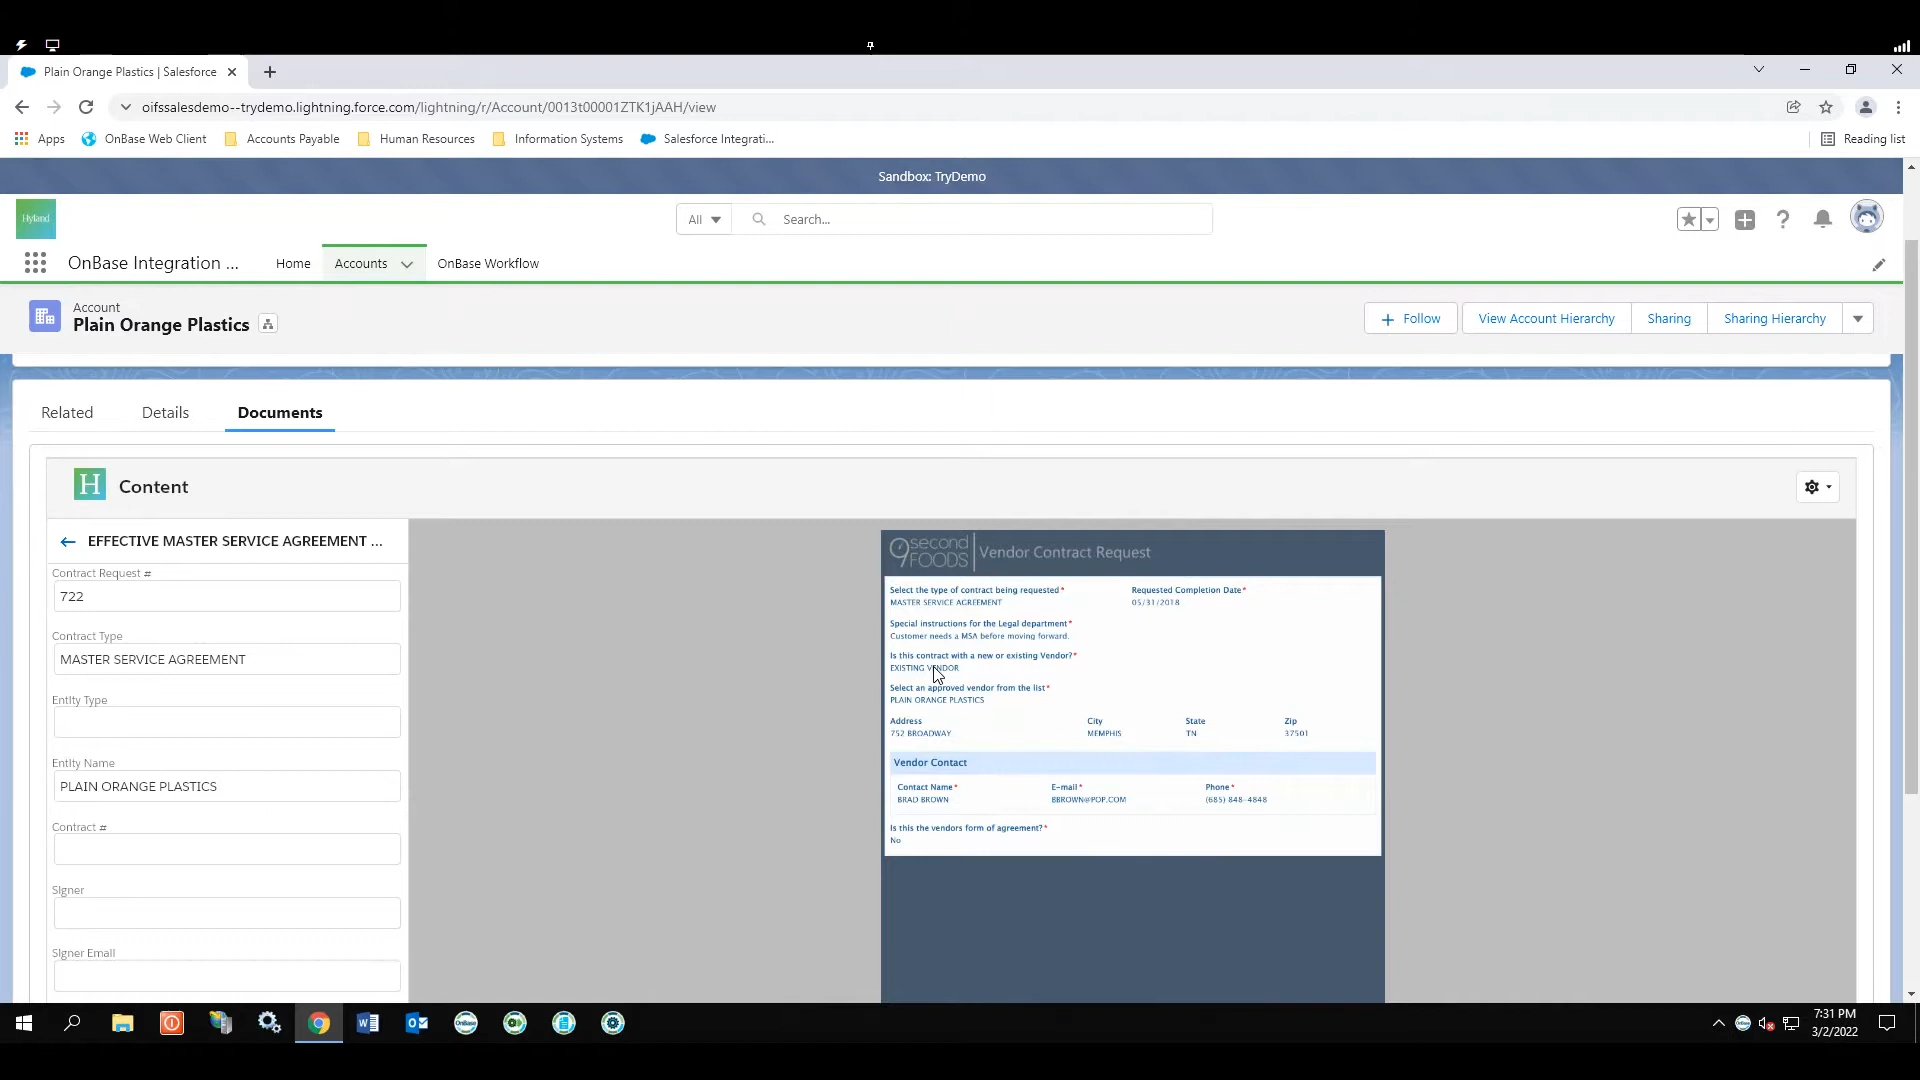 Plain Orange Plastics | Salesforce
oifssalesdemo--trydemo.lightning.force.com/lightning/r/Account/0013t00001ZTK1jAAH/view
Apps OnBase Web Client Accounts Payable Human Resources Information Systems Salesforce Integrati... Reading list
Sandbox: TryDemo
Hyland
All Search...
OnBase Integration ... Home Accounts OnBase Workflow
Account
Plain Orange Plastics
Follow View Account Hierarchy Sharing Sharing Hierarchy
Related Details Documents
H Content
EFFECTIVE MASTER SERVICE AGREEMENT ...
Contract Request #
722
Contract Type
MASTER SERVICE AGREEMENT
Entity Type
Entity Name
PLAIN ORANGE PLASTICS
Contract #
Signer
Signer Email
9 second FOODS Vendor Contract Request
Select the type of contract being requested* Requested Completion Date*
MASTER SERVICE AGREEMENT 05/31/2018
Special instructions for the Legal department*
Customer needs a MSA before moving forward.
Is this contract with a new or existing Vendor?*
EXISTING VENDOR
Select an approved vendor from the list*
PLAIN ORANGE PLASTICS
Address City State Zip
752 BROADWAY MEMPHIS TN 37501
Vendor Contact
Contact Name* E-mail* Phone*
BRAD BROWN BBROWN@POP.COM (685) 848-4848
Is this the vendors form of agreement?*
No
OnBase
7:31 PM
3/2/2022